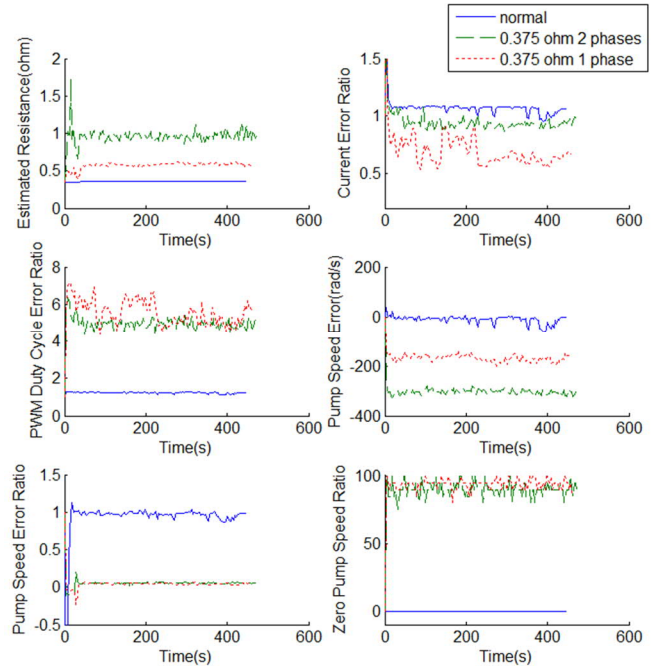 normal
0.375 ohm 2 phases
0.375 ohm 1 phase
Estimated Resistance(ohm)
2
1.5
1
0.5
0
0 200 400 600
Time(s)
Current Error Ratio
1.5
1
0.5
0 200 400 600
Time(s)
PWM Duty Cycle Error Ratio
8
6
4
2
0
0 200 400 600
Time(s)
Pump Speed Error(rad/s)
200
0
-200
-400
0 200 400 600
Time(s)
Pump Speed Error Ratio
1.5
1
0.5
0
-0.5
0 200 400 600
Time(s)
Zero Pump Speed Ratio
100
50
0
0 200 400 600
Time(s)